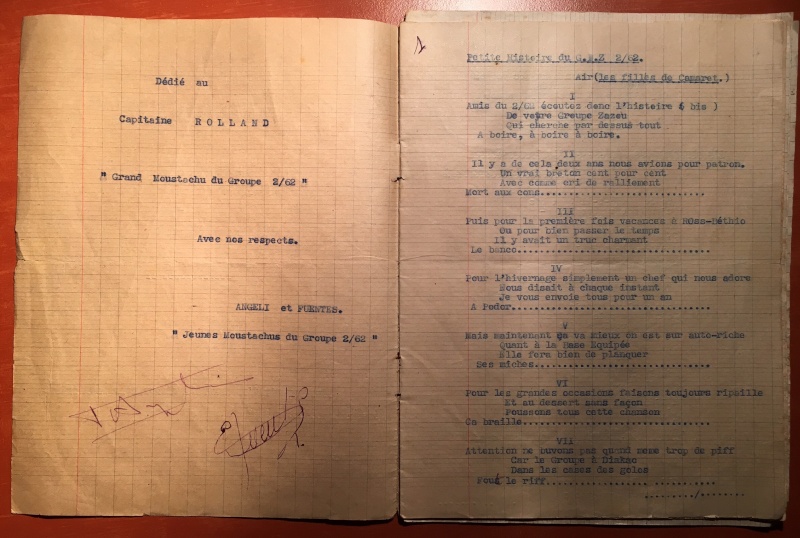 Dédié au
Capitaine ROLLAND
" Grand Moustachu du Groupe 2/62 "
Avec nos respects.
ANGELI et FUENTES.
" Jeunes Moustachus du Groupe 2/62 "
1
Petite Histoire du G.N.Z 2/62.
Air(les filles de Camaret.)
I
Amis du 2/62 écoutez donc l'histoire ( bis )
De votre Groupe Zazou
Qui cherche par dessus tout
A boire, à boire à boire.
II
Il y a de cela deux ans nous avions pour patron.
Un vrai breton cent pour cent
Avec comme cri de ralliement
Mort aux cons..............................
III
Puis pour la première fois vacances à ROss-Béthio
Ou pour bien passer le temps
Il y avait un truc charmant
Le banco..................................
IV
Pour l'hivernage simplement un chef qui nous adore
Nous disait à chaque instant
Je vous envoie tous pour un an
A Podor...................................
V
Mais maintenant ça va mieux on est sur auto-riche
Quant à la Base Equipée
Elle fera bien de planquer
Ses miches................................
VI
Pour les grandes occasions faisons toujours ripaille
Et au dessert sans façon
Poussons tous cette chanson
Ca braille................................
VII
Attention ne buvons pas quand meme trop de piff
Car le Groupe à Diakac
Dans les cases des
le riff..............................
......../........